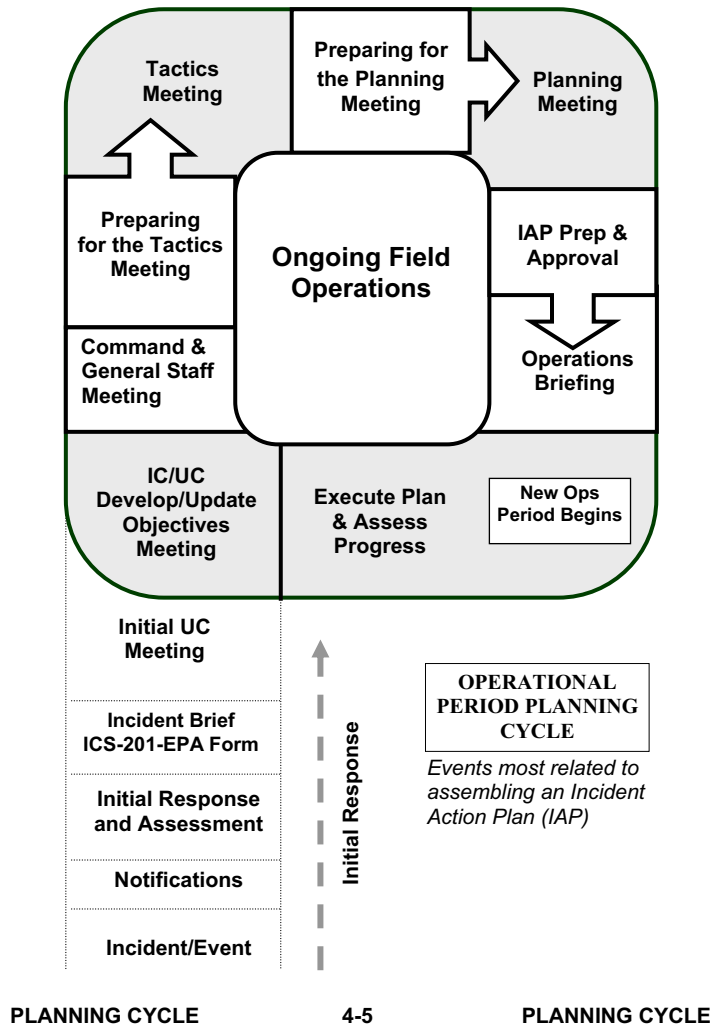 Tactics
Meeting
Preparing for
the Planning
Meeting
Planning
Meeting
Preparing
for the Tactics
Meeting
Ongoing Field
Operations
IAP Prep &
Approval
Command &
General Staff
Meeting
Operations
Briefing
IC/UC
Develop/Update
Objectives
Meeting
Execute Plan
& Assess
Progress
New Ops
Period Begins
Initial UC
Meeting
Incident Brief
ICS-201-EPA Form
Initial Response
and Assessment
Notifications
Incident/Event
Initial Response
OPERATIONAL
PERIOD PLANNING
CYCLE
Events most related to
assembling an Incident
Action Plan (IAP)
PLANNING CYCLE 4-5 PLANNING CYCLE